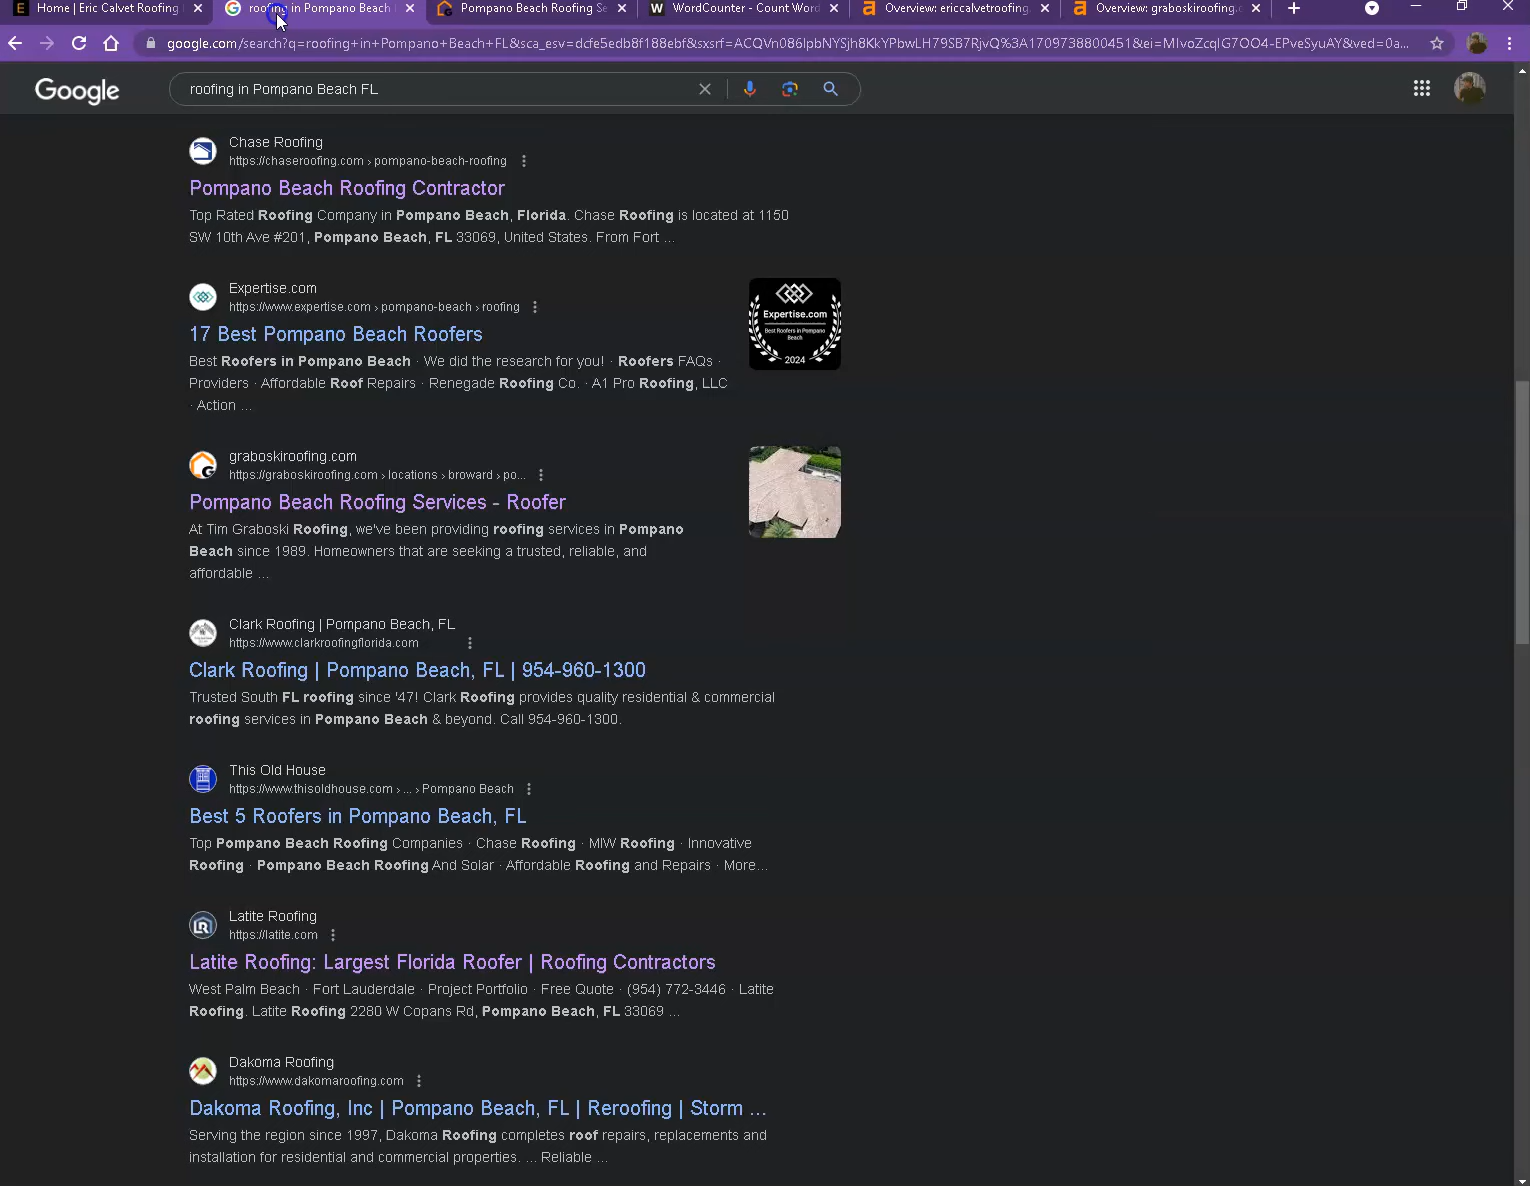 Home | Eric Calvet Roofing
roofing in Pompano Beach
Pompano Beach Roofing Se
WordCounter - Count Word
Overview: ericcalvetroofing.
Overview: graboskiroofing.c
google.com/search?q=roofing+in+Pompano+Beach+FL&sca_esv=dcfe5edb8f188ebf&sxsrf=ACQVn086lpbNYSjh8KkYPbwLH79SB7RjvQ%3A1709738800451&ei=MIvoZcqIG7OO4-EPveSyuAY&ved=0a...
Google
roofing in Pompano Beach FL
Chase Roofing
https://chaseroofing.com › pompano-beach-roofing
Pompano Beach Roofing Contractor
Top Rated Roofing Company in Pompano Beach, Florida. Chase Roofing is located at 1150
SW 10th Ave #201, Pompano Beach, FL 33069, United States. From Fort ...
Expertise.com
https://www.expertise.com › pompano-beach › roofing
17 Best Pompano Beach Roofers
Best Roofers in Pompano Beach · We did the research for you! · Roofers FAQs ·
Providers · Affordable Roof Repairs · Renegade Roofing Co. · A1 Pro Roofing, LLC
· Action ...
Expertise.com
Best Roofers in Pompano
Beach
2024
graboskiroofing.com
https://graboskiroofing.com › locations › broward › po...
Pompano Beach Roofing Services - Roofer
At Tim Graboski Roofing, we've been providing roofing services in Pompano
Beach since 1989. Homeowners that are seeking a trusted, reliable, and
affordable ...
Clark Roofing | Pompano Beach, FL
https://www.clarkroofingflorida.com
Clark Roofing | Pompano Beach, FL | 954-960-1300
Trusted South FL roofing since '47! Clark Roofing provides quality residential & commercial
roofing services in Pompano Beach & beyond. Call 954-960-1300.
This Old House
https://www.thisoldhouse.com › ... › Pompano Beach
Best 5 Roofers in Pompano Beach, FL
Top Pompano Beach Roofing Companies · Chase Roofing · MIW Roofing · Innovative
Roofing · Pompano Beach Roofing And Solar · Affordable Roofing and Repairs · More...
Latite Roofing
https://latite.com
Latite Roofing: Largest Florida Roofer | Roofing Contractors
West Palm Beach · Fort Lauderdale · Project Portfolio · Free Quote · (954) 772-3446 · Latite
Roofing. Latite Roofing 2280 W Copans Rd, Pompano Beach, FL 33069 ...
Dakoma Roofing
https://www.dakomaroofing.com
Dakoma Roofing, Inc | Pompano Beach, FL | Reroofing | Storm ...
Serving the region since 1997, Dakoma Roofing completes roof repairs, replacements and
installation for residential and commercial properties. ... Reliable ...